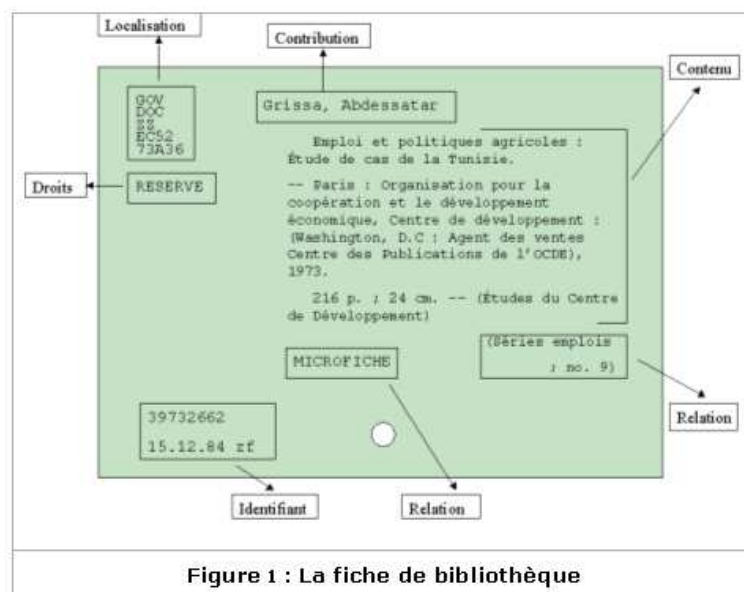 Localisation
Contribution
Contenu
GOV
DOC
SS
EC52
73A36
Grissa, Abdessatar
Emploi et politiques agricoles :
Étude de cas de la Tunisie.
Droits
RESERVE
-- Paris : Organisation pour la
coopération et le développement
économique, Centre de développement :
(Washington, D.C : Agent des ventes
Centre des Publications de l'OCDE),
1973.
216 p. ; 24 cm. -- (Études du Centre
de Développement)
(Séries emplois
; no. 9)
MICROFICHE
39732662
15.12.84 zf
Relation
Identifiant
Relation
Figure 1 : La fiche de bibliothèque